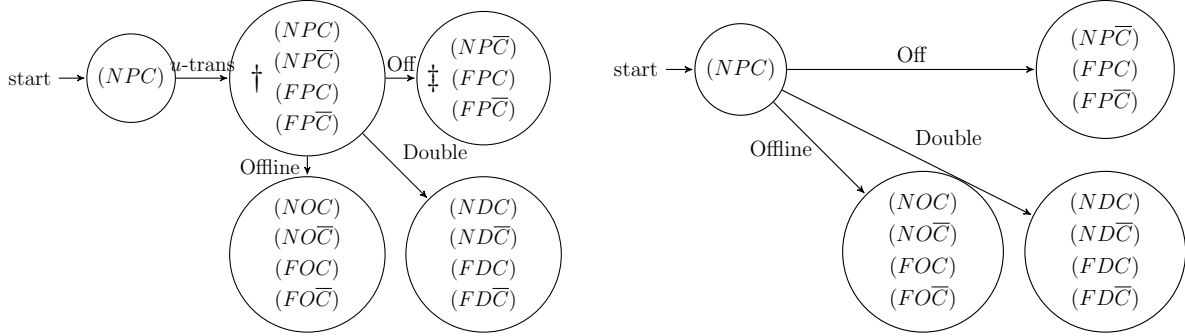 start
(NPC)
u-trans
†
(NPC)
(NPC̅)
(FPC)
(FPC̅)
Off
‡
(NPC̅)
(FPC)
(FPC̅)
Offline
Double
(NOC)
(NOC̅)
(FOC)
(FOC̅)
(NDC)
(NDC̅)
(FDC)
(FDC̅)
start
(NPC)
Off
(NPC̅)
(FPC)
(FPC̅)
Offline
Double
(NOC)
(NOC̅)
(FOC)
(FOC̅)
(NDC)
(NDC̅)
(FDC)
(FDC̅)